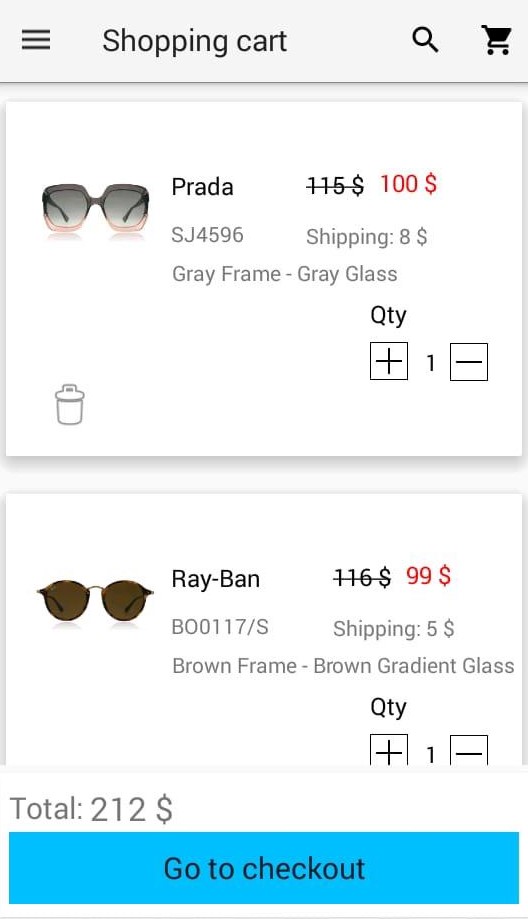 Shopping cart
Prada 115 $ 100 $
SJ4596 Shipping: 8 $
Gray Frame - Gray Glass
Qty
1
Ray-Ban 116 $ 99 $
BO0117/S Shipping: 5 $
Brown Frame - Brown Gradient Glass
Qty
1
Total: 212 $
Go to checkout